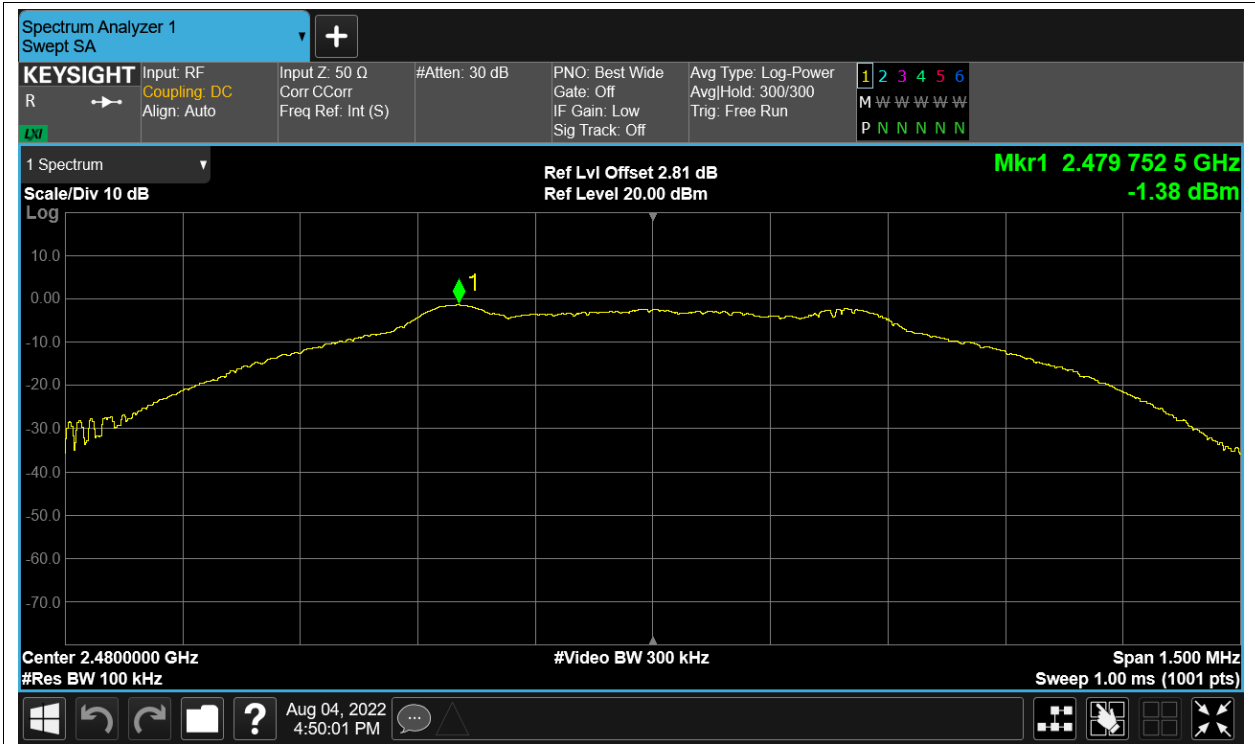 Spectrum Analyzer 1
Swept SA
KEYSIGHT
R
LXI
Input: RF
Coupling: DC
Align: Auto
Input Z: 50 Ω
Corr CCorr
Freq Ref: Int (S)
#Atten: 30 dB
PNO: Best Wide
Gate: Off
IF Gain: Low
Sig Track: Off
Avg Type: Log-Power
Avg|Hold: 300/300
Trig: Free Run
1 2 3 4 5 6
M W W W W W W
P N N N N N
1 Spectrum
Scale/Div 10 dB
Ref Lvl Offset 2.81 dB
Ref Level 20.00 dBm
Mkr1 2.479 752 5 GHz
-1.38 dBm
Log
10.0
0.00
-10.0
-20.0
-30.0
-40.0
-50.0
-60.0
-70.0
1
Center 2.4800000 GHz
#Res BW 100 kHz
#Video BW 300 kHz
Span 1.500 MHz
Sweep 1.00 ms (1001 pts)
?
Aug 04, 2022
4:50:01 PM